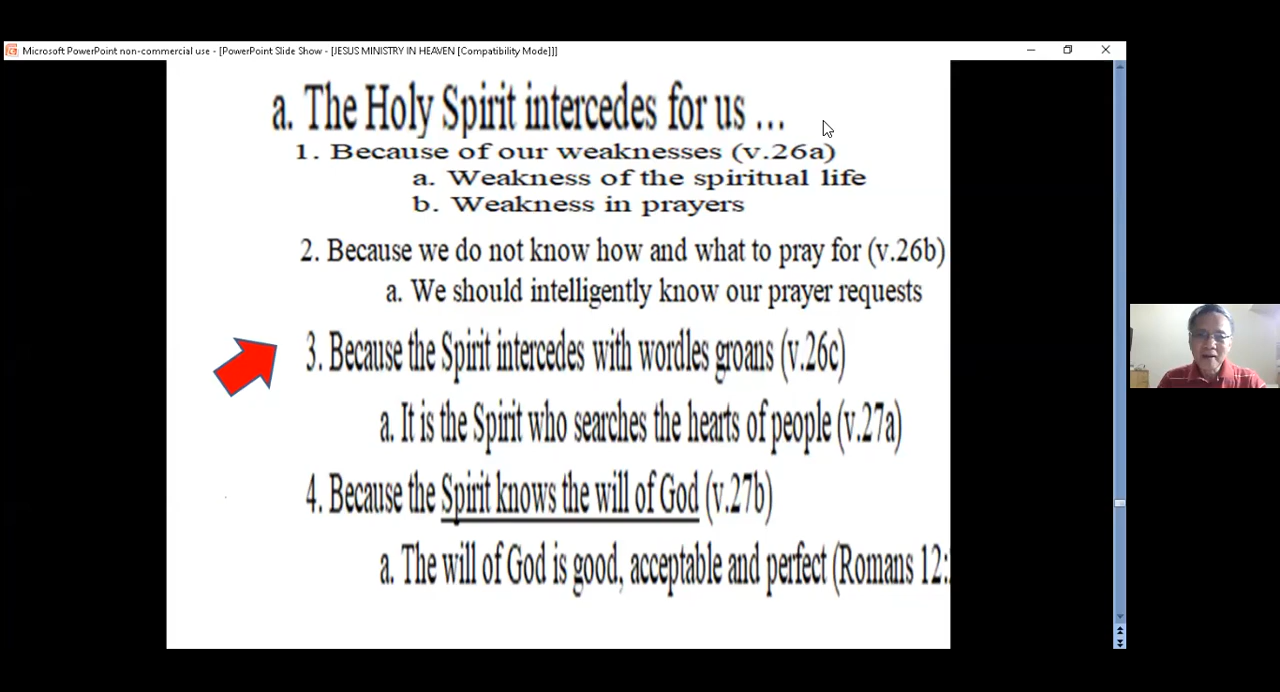 Microsoft PowerPoint non-commercial use - [PowerPoint Slide Show - [JESUS MINISTRY IN HEAVEN [Compatibility Mode]]]
a. The Holy Spirit intercedes for us ...
1. Because of our weaknesses (v.26a)
a. Weakness of the spiritual life
b. Weakness in prayers
2. Because we do not know how and what to pray for (v.26b)
a. We should intelligently know our prayer requests
3. Because the Spirit intercedes with wordles groans (v.26c)
a. It is the Spirit who searches the hearts of people (v.27a)
4. Because the Spirit knows the will of God (v.27b)
a. The will of God is good, acceptable and perfect (Romans 12: